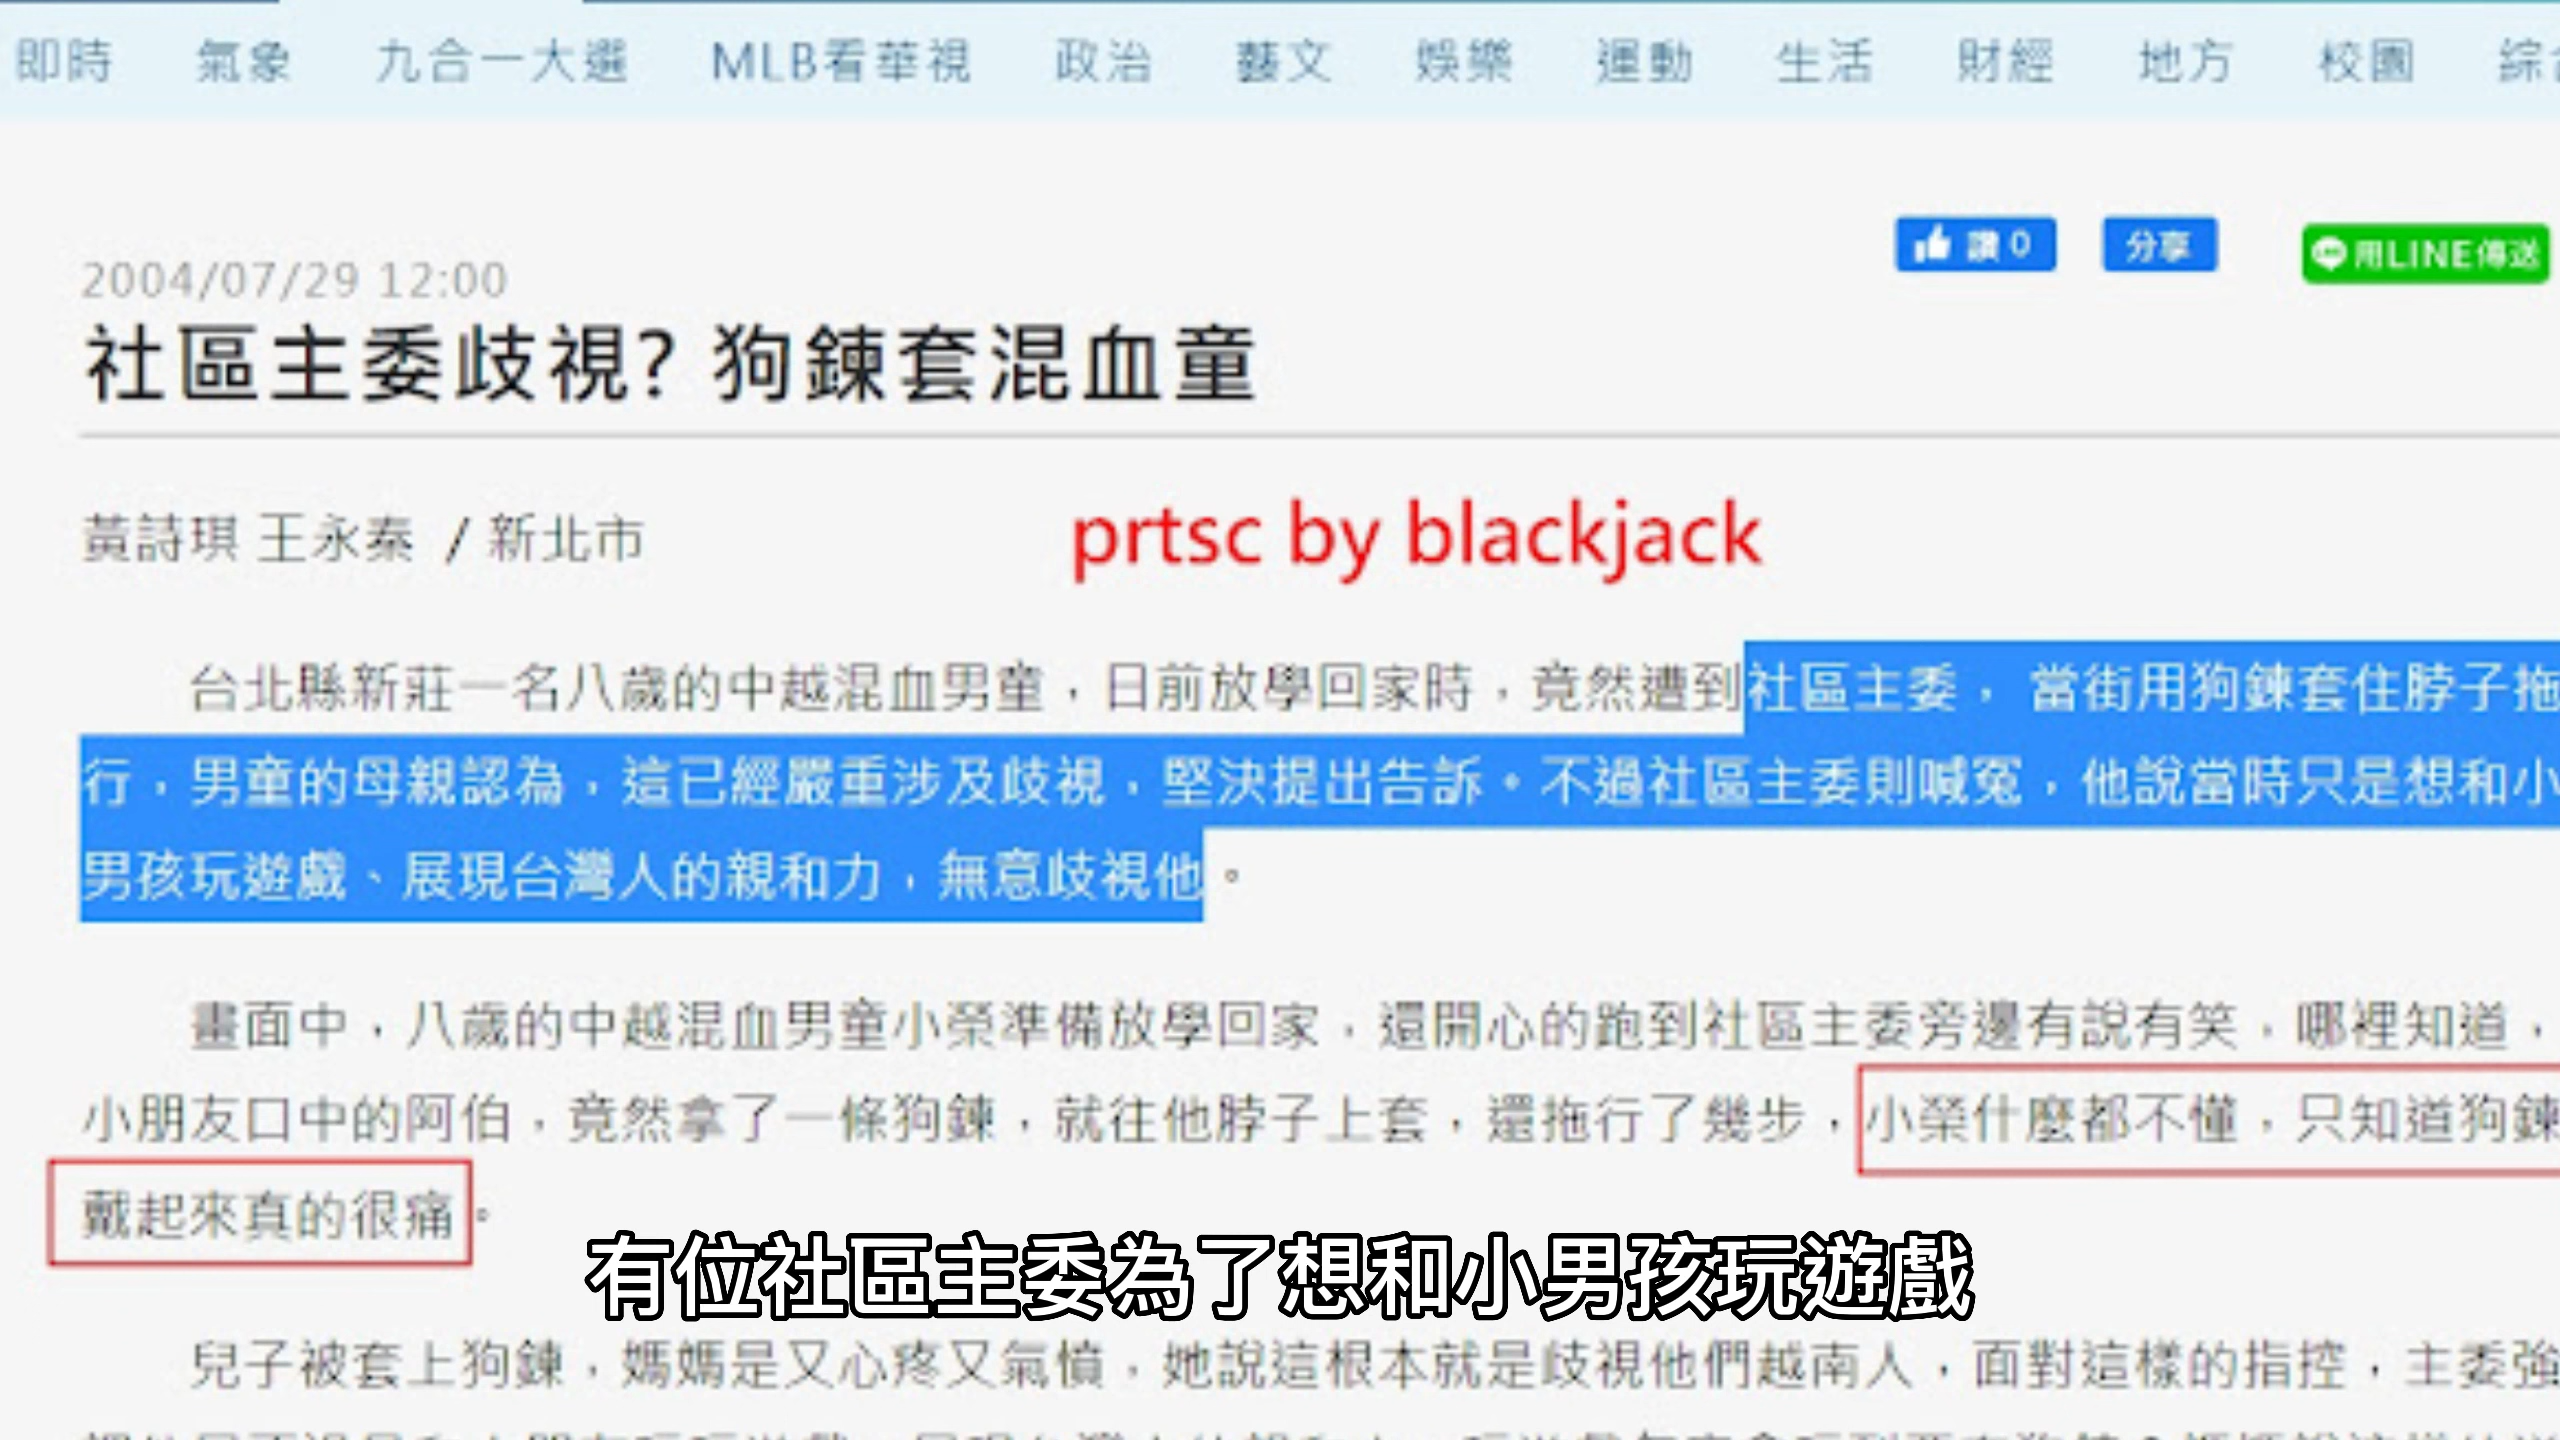 即時 氣象 九合一大選 MLB看華視 政治 藝文 娛樂 運動 生活 財經 地方 校園 綜
讚 0 分享 用LINE傳送
2004/07/29 12:00
社區主委歧視? 狗鍊套混血童
黃詩琪 王永泰 / 新北市
prtsc by blackjack
台北縣新莊一名八歲的中越混血男童，日前放學回家時，竟然遭到社區主委， 當街用狗鍊套住脖子拖
行，男童的母親認為，這已經嚴重涉及歧視，堅決提出告訴。不過社區主委則喊冤，他說當時只是想和小
男孩玩遊戲、展現台灣人的親和力，無意歧視他。
畫面中，八歲的中越混血男童小榮準備放學回家，還開心的跑到社區主委旁邊有說有笑，哪裡知道，
小朋友口中的阿伯，竟然拿了一條狗鍊，就往他脖子上套，還拖行了幾步，小榮什麼都不懂，只知道狗鍊
戴起來真的很痛。
有位社區主委為了想和小男孩玩遊戲
兒子被套上狗鍊，媽媽是又心疼又氣憤，她說這根本就是歧視他們越南人，面對這樣的指控，主委強